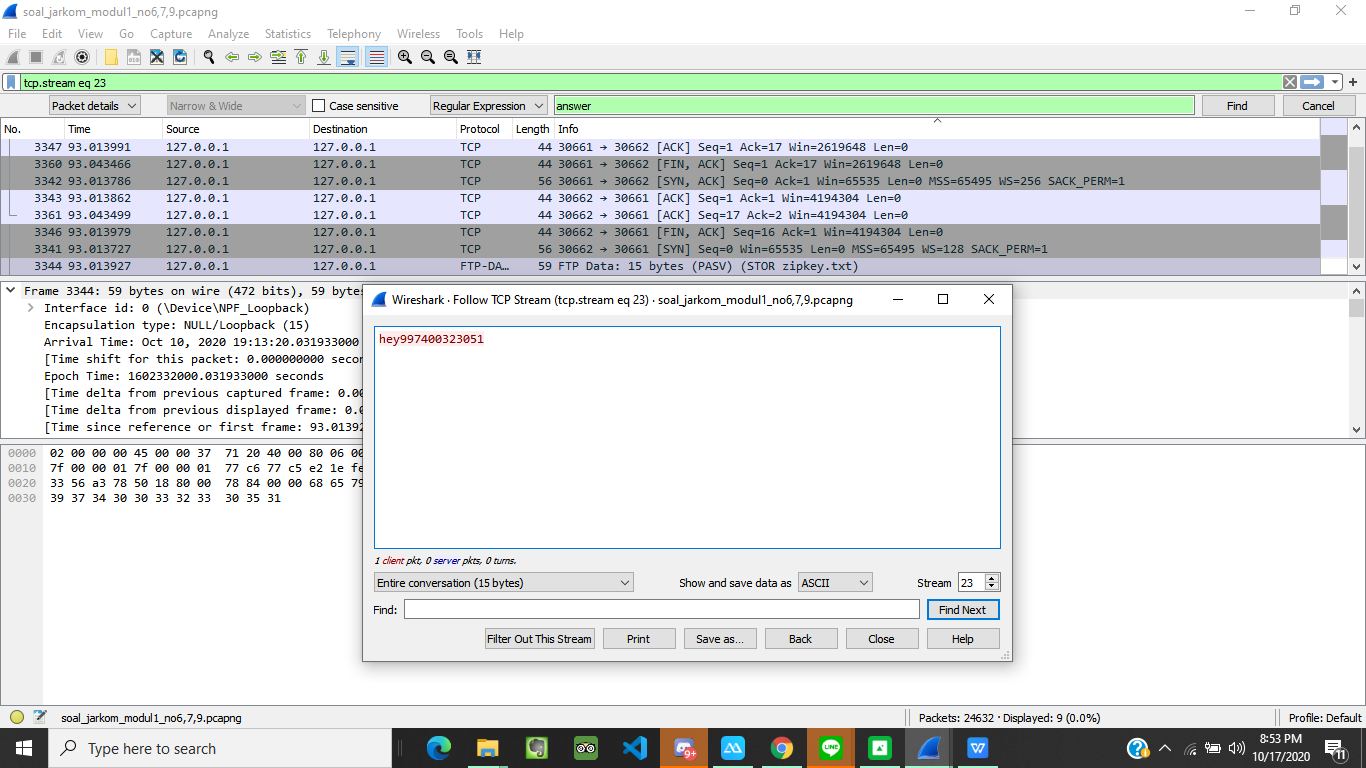 soal_jarkom_modul1_no6,7,9.pcapng
File Edit View Go Capture Analyze Statistics Telephony Wireless Tools Help
tcp.stream eq 23
Packet details Narrow & Wide Case sensitive Regular Expression answer Find Cancel
No. Time Source Destination Protocol Length Info
3347 93.013991 127.0.0.1 127.0.0.1 TCP 44 30661 → 30662 [ACK] Seq=1 Ack=17 Win=2619648 Len=0
3360 93.043466 127.0.0.1 127.0.0.1 TCP 44 30661 → 30662 [FIN, ACK] Seq=1 Ack=17 Win=2619648 Len=0
3342 93.013786 127.0.0.1 127.0.0.1 TCP 56 30661 → 30662 [SYN, ACK] Seq=0 Ack=1 Win=65535 Len=0 MSS=65495 WS=256 SACK_PERM=1
3343 93.013862 127.0.0.1 127.0.0.1 TCP 44 30662 → 30661 [ACK] Seq=1 Ack=1 Win=4194304 Len=0
3361 93.043499 127.0.0.1 127.0.0.1 TCP 44 30662 → 30661 [ACK] Seq=17 Ack=2 Win=4194304 Len=0
3346 93.013979 127.0.0.1 127.0.0.1 TCP 44 30662 → 30661 [FIN, ACK] Seq=16 Ack=1 Win=4194304 Len=0
3341 93.013727 127.0.0.1 127.0.0.1 TCP 56 30662 → 30661 [SYN] Seq=0 Win=65535 Len=0 MSS=65495 WS=128 SACK_PERM=1
3344 93.013927 127.0.0.1 127.0.0.1 FTP-DA… 59 FTP Data: 15 bytes (PASV) (STOR zipkey.txt)
Frame 3344: 59 bytes on wire (472 bits), 59 bytes
Interface id: 0 (\Device\NPF_Loopback)
Encapsulation type: NULL/Loopback (15)
Arrival Time: Oct 10, 2020 19:13:20.031933000
[Time shift for this packet: 0.000000000 secon
Epoch Time: 1602332000.031933000 seconds
[Time delta from previous captured frame: 0.00
[Time delta from previous displayed frame: 0.0
[Time since reference or first frame: 93.01392
0000 02 00 00 00 45 00 00 37 71 20 40 00 80 06 00
0010 7f 00 00 01 7f 00 00 01 77 c6 77 c5 e2 1e fe
0020 33 56 a3 78 50 18 80 00 78 84 00 00 68 65 79
0030 39 37 34 30 30 33 32 33 30 35 31
Wireshark · Follow TCP Stream (tcp.stream eq 23) · soal_jarkom_modul1_no6,7,9.pcapng
hey997400323051
1 client pkt, 0 server pkts, 0 turns.
Entire conversation (15 bytes) Show and save data as ASCII Stream 23
Find: Find Next
Filter Out This Stream Print Save as… Back Close Help
soal_jarkom_modul1_no6,7,9.pcapng Packets: 24632 · Displayed: 9 (0.0%) Profile: Default
Type here to search
9+
LINE
8:53 PM
10/17/2020
11